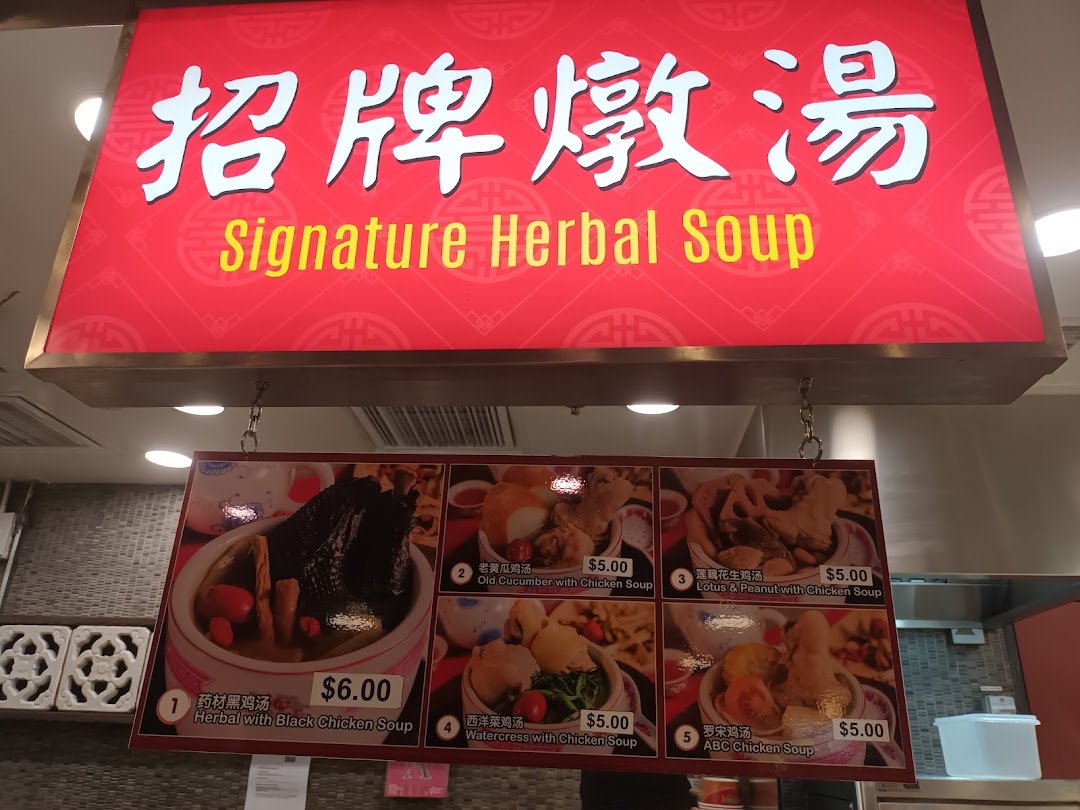 招牌燉湯
Signature Herbal Soup
1
药材黑鸡汤
Herbal with Black Chicken Soup
$6.00
2
老黄瓜鸡汤
Old Cucumber with Chicken Soup
$5.00
3
莲藕花生鸡汤
Lotus & Peanut with Chicken Soup
$5.00
4
西洋菜鸡汤
Watercress with Chicken Soup
$5.00
5
罗宋鸡汤
ABC Chicken Soup
$5.00